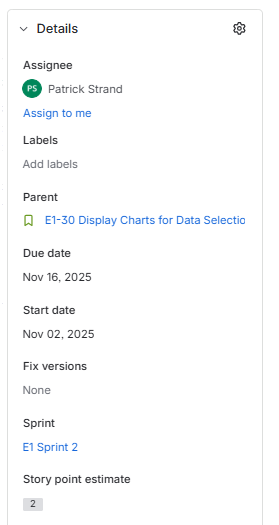 Details
Assignee
PS Patrick Strand
Assign to me
Labels
Add labels
Parent
E1-30 Display Charts for Data Selectio
Due date
Nov 16, 2025
Start date
Nov 02, 2025
Fix versions
None
Sprint
E1 Sprint 2
Story point estimate
2